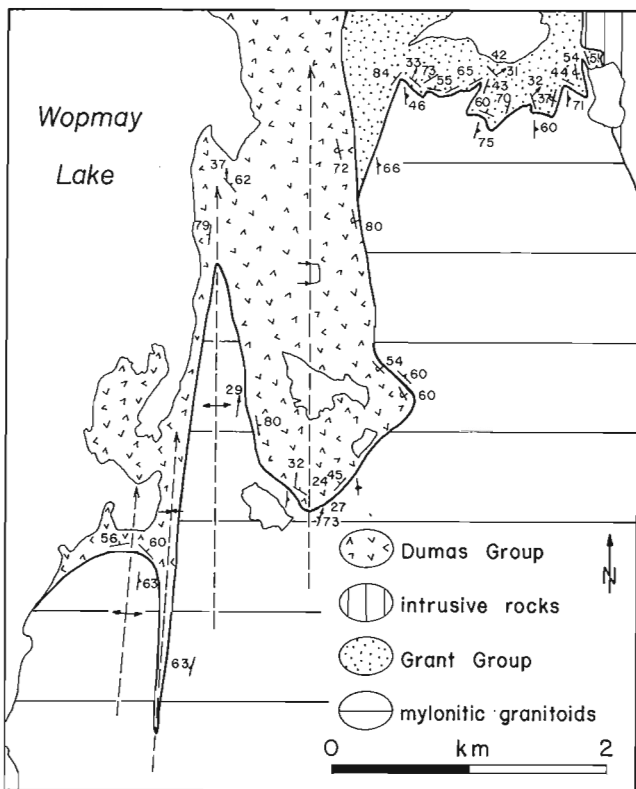 42
54 51
33
84 73 65 31 32 44
55 43
46 60 70 37 71
75 60
Wopmay
Lake
37
62
72 66
79
80
54
60
60
29
80
32
24 45
27
73
56 60
63
63
Dumas Group
N
intrusive rocks
Grant Group
mylonitic granitoids
0 km 2